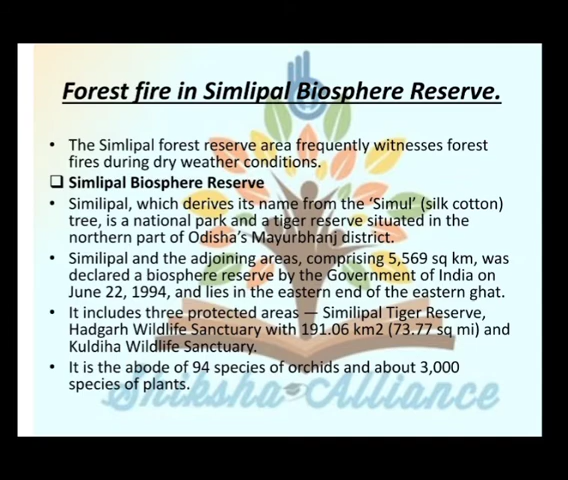 Forest fire in Simlipal Biosphere Reserve.
• The Simlipal forest reserve area frequently witnesses forest
fires during dry weather conditions.
❑ Simlipal Biosphere Reserve
• Similipal, which derives its name from the ‘Simul’ (silk cotton)
tree, is a national park and a tiger reserve situated in the
northern part of Odisha’s Mayurbhanj district.
• Similipal and the adjoining areas, comprising 5,569 sq km, was
declared a biosphere reserve by the Government of India on
June 22, 1994, and lies in the eastern end of the eastern ghat.
• It includes three protected areas — Similipal Tiger Reserve,
Hadgarh Wildlife Sanctuary with 191.06 km2 (73.77 sq mi) and
Kuldiha Wildlife Sanctuary.
• It is the abode of 94 species of orchids and about 3,000
species of plants.
Shiksha Alliance